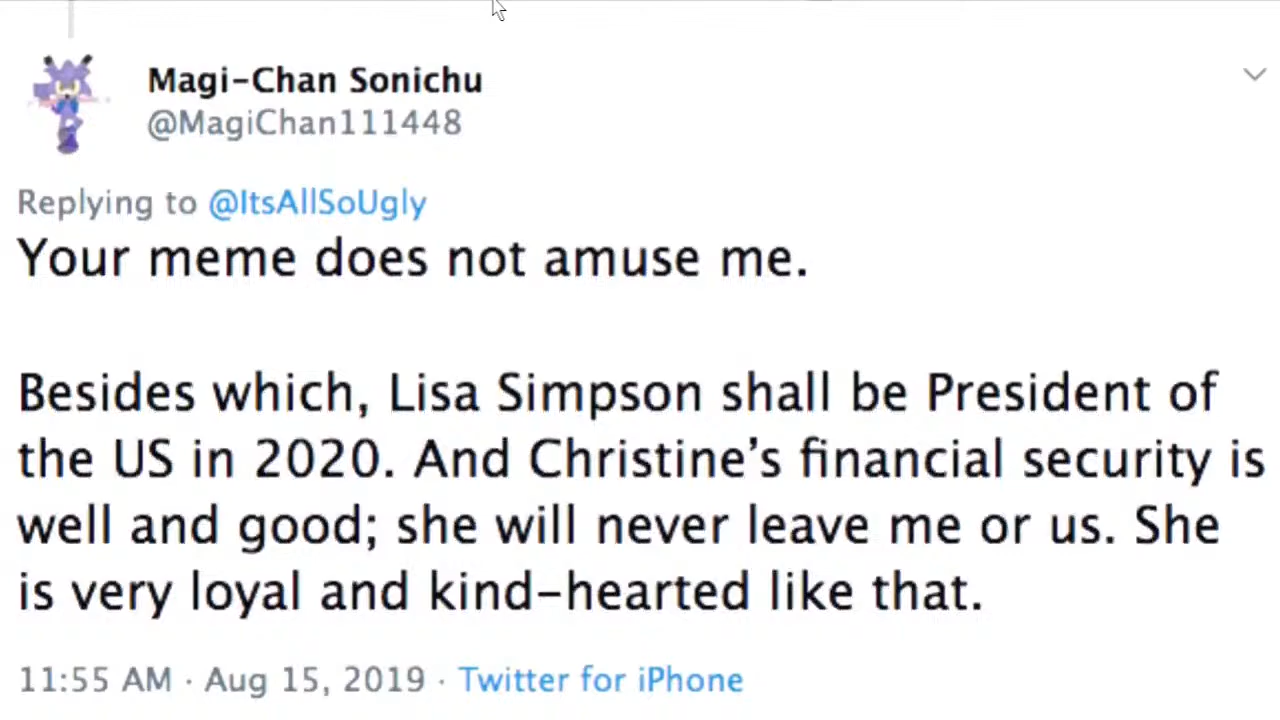 Magi-Chan Sonichu
@MagiChan111448
Replying to @ItsAllSoUgly
Your meme does not amuse me.
Besides which, Lisa Simpson shall be President of
the US in 2020. And Christine’s financial security is
well and good; she will never leave me or us. She
is very loyal and kind-hearted like that.
11:55 AM · Aug 15, 2019 · Twitter for iPhone